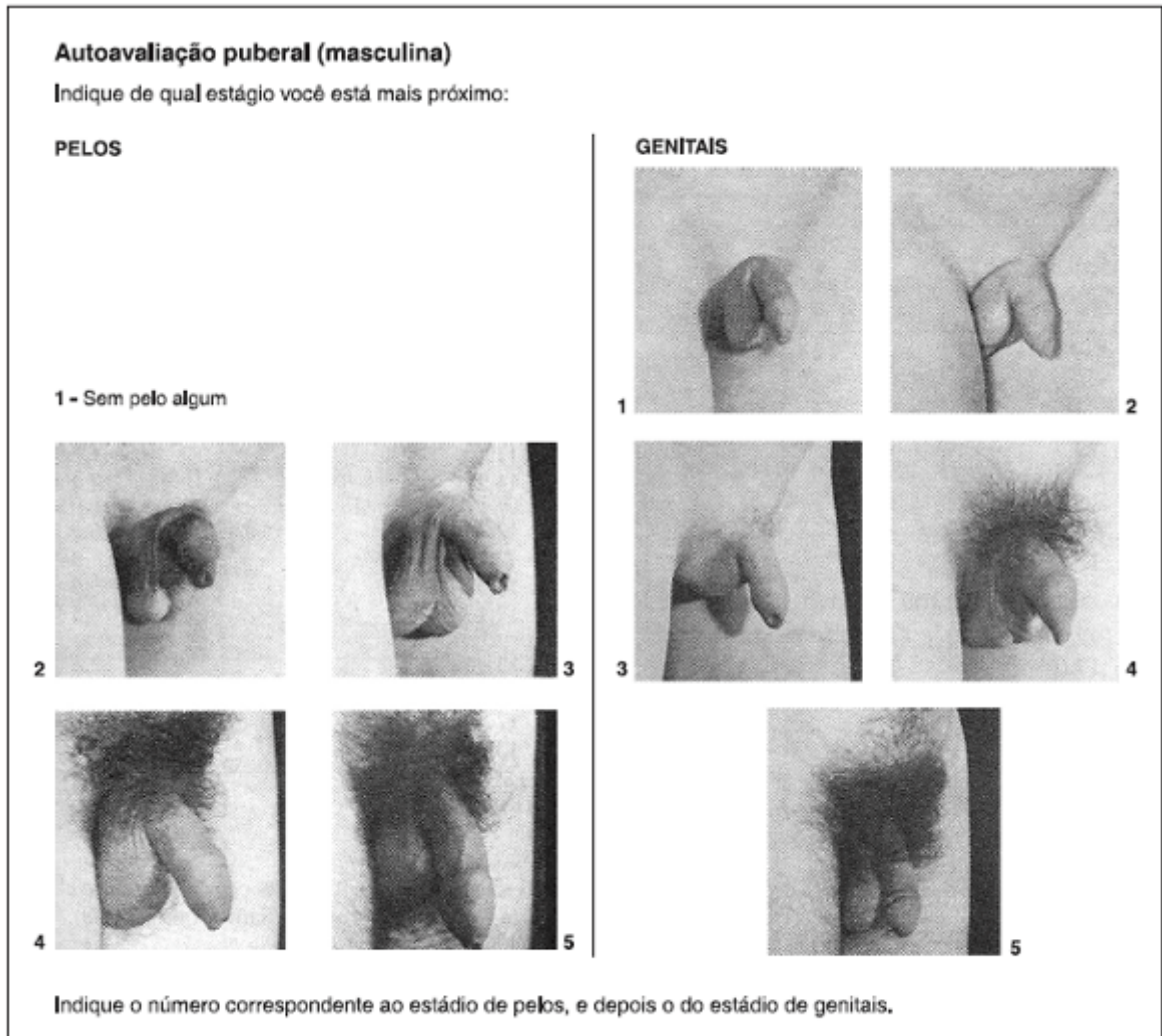 Autoavaliação puberal (masculina)
Indique de qual estágio você está mais próximo:
PELOS
1 - Sem pelo algum
2
3
4
5
GENITAIS
1
2
3
4
5
Indique o número correspondente ao estádio de pelos, e depois o do estádio de genitais.